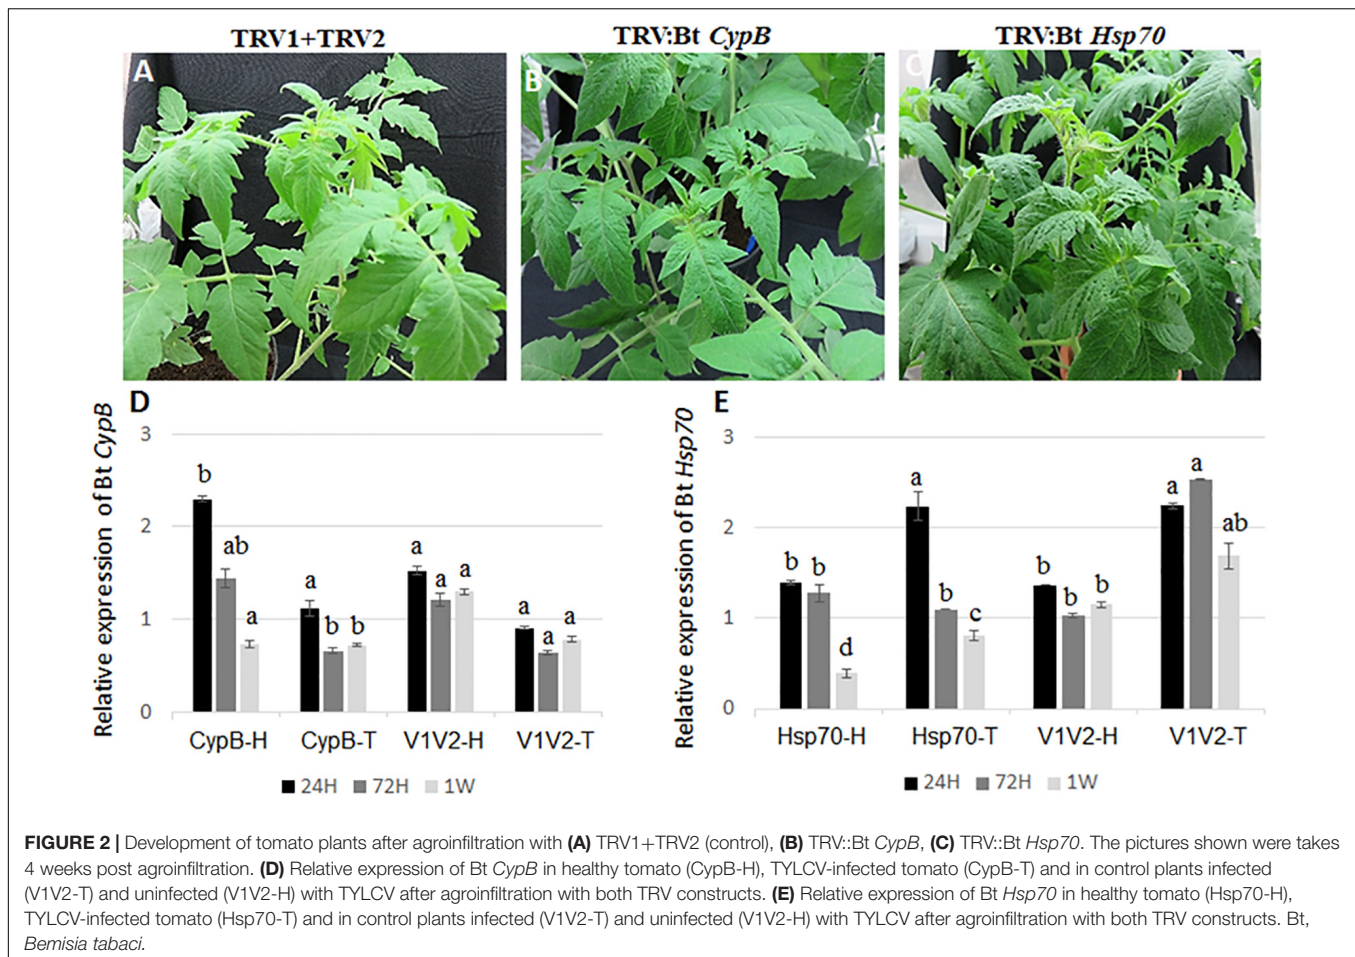 TRV1+TRV2
TRV:Bt CypB
TRV:Bt Hsp70
A
B
C
D
Relative expression of Bt CypB
3
2
1
0
b
ab
a
a
b
b
a
a
a
a
a
a
CypB-H
CypB-T
V1V2-H
V1V2-T
24H
72H
1W
E
Relative expression of Bt Hsp70
3
2
1
0
b
b
d
a
b
c
b
b
b
a
a
ab
Hsp70-H
Hsp70-T
V1V2-H
V1V2-T
24H
72H
1W
FIGURE 2 | Development of tomato plants after agroinfiltration with (A) TRV1+TRV2 (control), (B) TRV::Bt CypB, (C) TRV::Bt Hsp70. The pictures shown were takes
4 weeks post agroinfiltration. (D) Relative expression of Bt CypB in healthy tomato (CypB-H), TYLCV-infected tomato (CypB-T) and in control plants infected
(V1V2-T) and uninfected (V1V2-H) with TYLCV after agroinfiltration with both TRV constructs. (E) Relative expression of Bt Hsp70 in healthy tomato (Hsp70-H),
TYLCV-infected tomato (Hsp70-T) and in control plants infected (V1V2-T) and uninfected (V1V2-H) with TYLCV after agroinfiltration with both TRV constructs. Bt,
Bemisia tabaci.